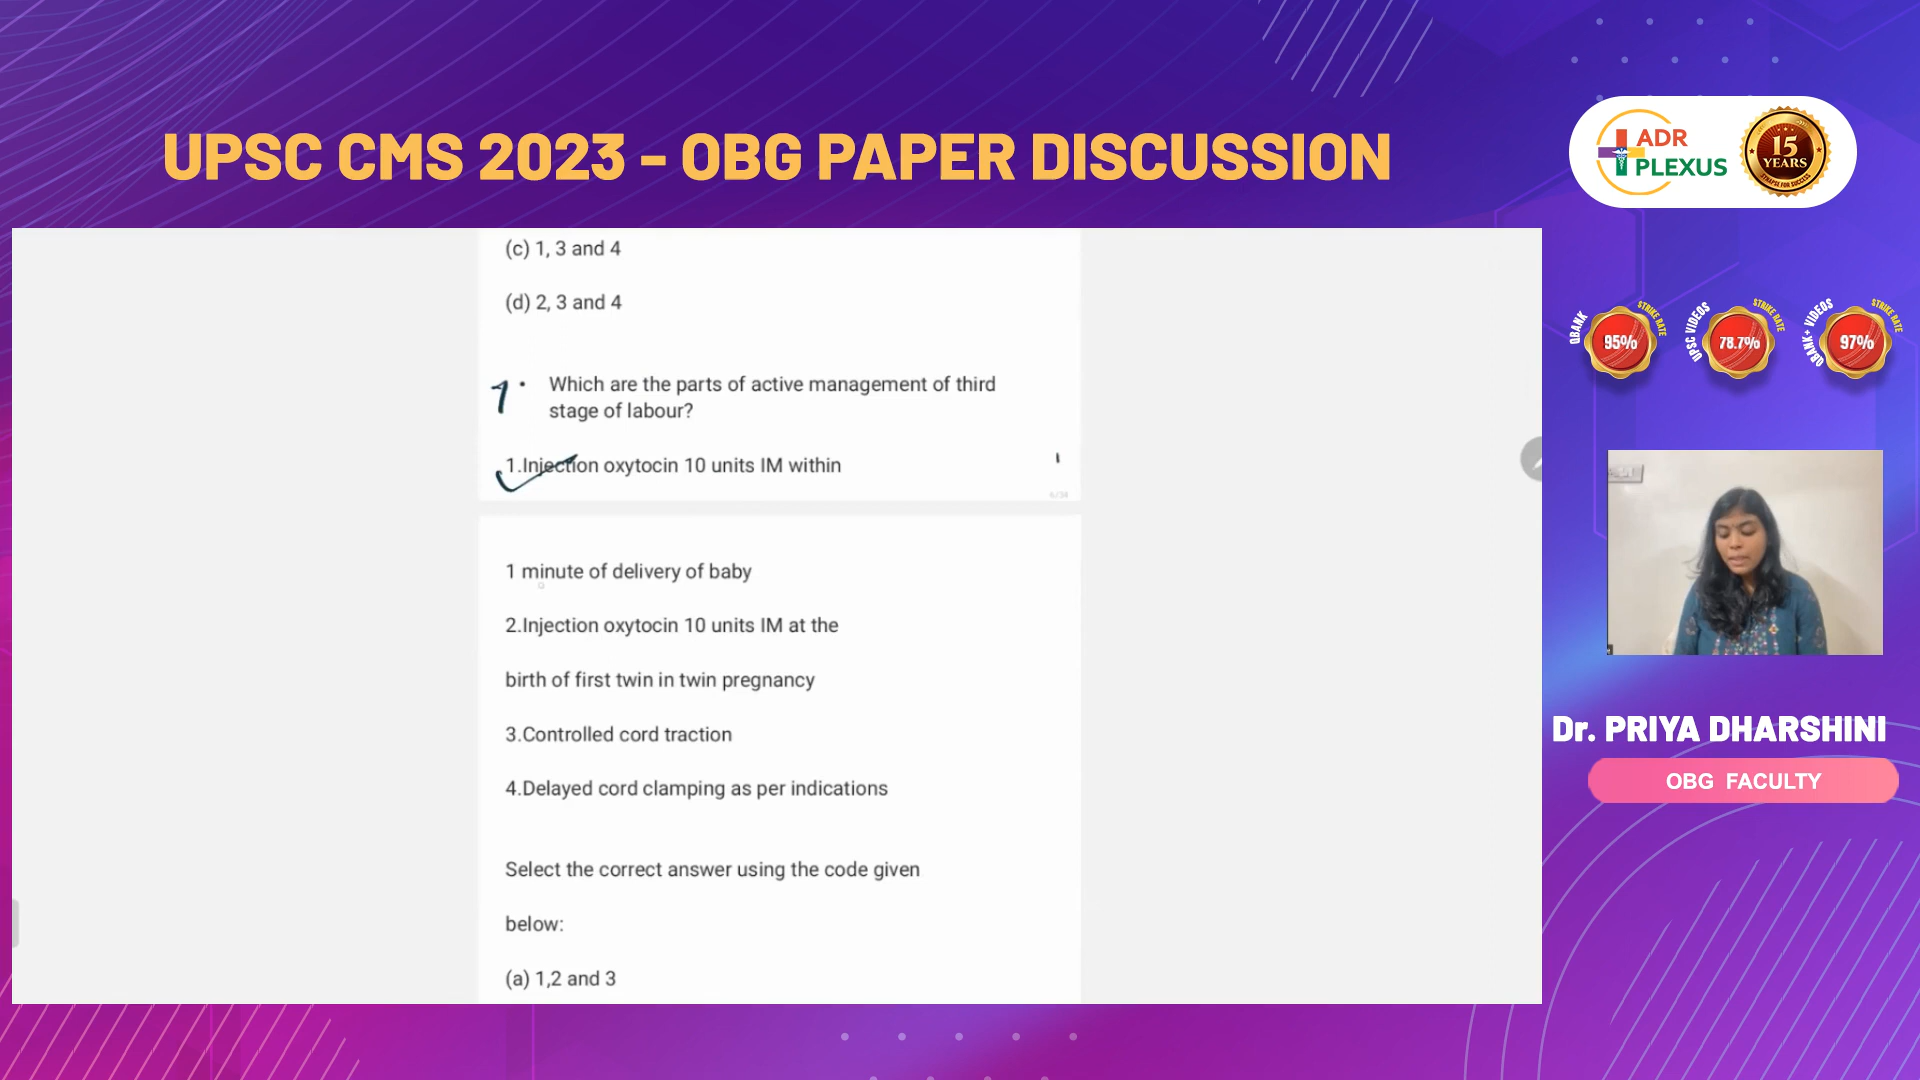 UPSC CMS 2023 - OBG PAPER DISCUSSION
ADR
PLEXUS
15
YEARS
(c) 1, 3 and 4
(d) 2, 3 and 4
7 • Which are the parts of active management of third
stage of labour?
1.Injection oxytocin 10 units IM within
6/38
1 minute of delivery of baby
2.Injection oxytocin 10 units IM at the
birth of first twin in twin pregnancy
3.Controlled cord traction
4.Delayed cord clamping as per indications
Select the correct answer using the code given
below:
(a) 1,2 and 3
QBANK
STRIKE RATE
95%
UPSC VIDEOS
STRIKE RATE
78.7%
QBANK+ VIDEOS
STRIKE RATE
97%
Dr. PRIYA DHARSHINI
OBG FACULTY